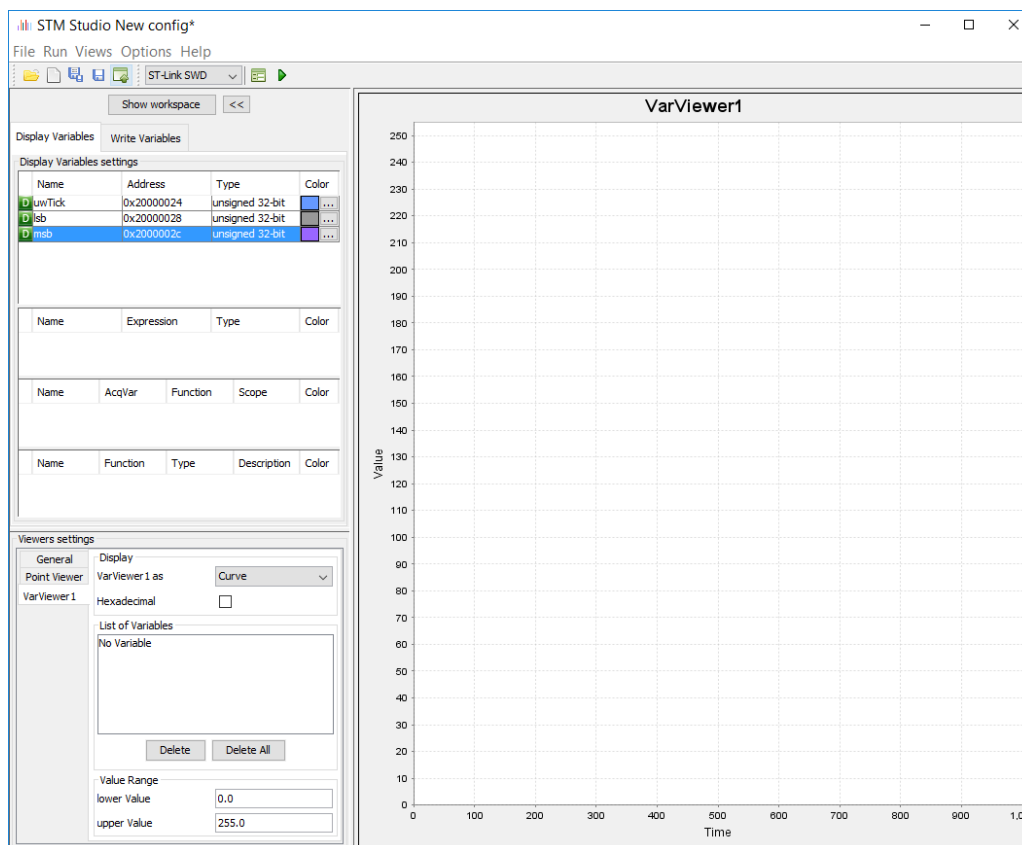 STM Studio New config*
File Run Views Options Help
ST-Link SWD
Show workspace <<
Display Variables Write Variables
Display Variables settings
Name Address Type Color
D uwTick 0x20000024 unsigned 32-bit ...
D lsb 0x20000028 unsigned 32-bit ...
D msb 0x2000002c unsigned 32-bit ...
Name Expression Type Color
Name AcqVar Function Scope Color
Name Function Type Description Color
Viewers settings
General
Point Viewer
VarViewer1
Display
VarViewer1 as Curve
Hexadecimal
List of Variables
No Variable
Delete Delete All
Value Range
lower Value 0.0
upper Value 255.0
VarViewer1
250
240
230
220
210
200
190
180
170
160
150
140
130
120
110
100
90
80
70
60
50
40
30
20
10
0
Value
0 100 200 300 400 500 600 700 800 900 1,0
Time